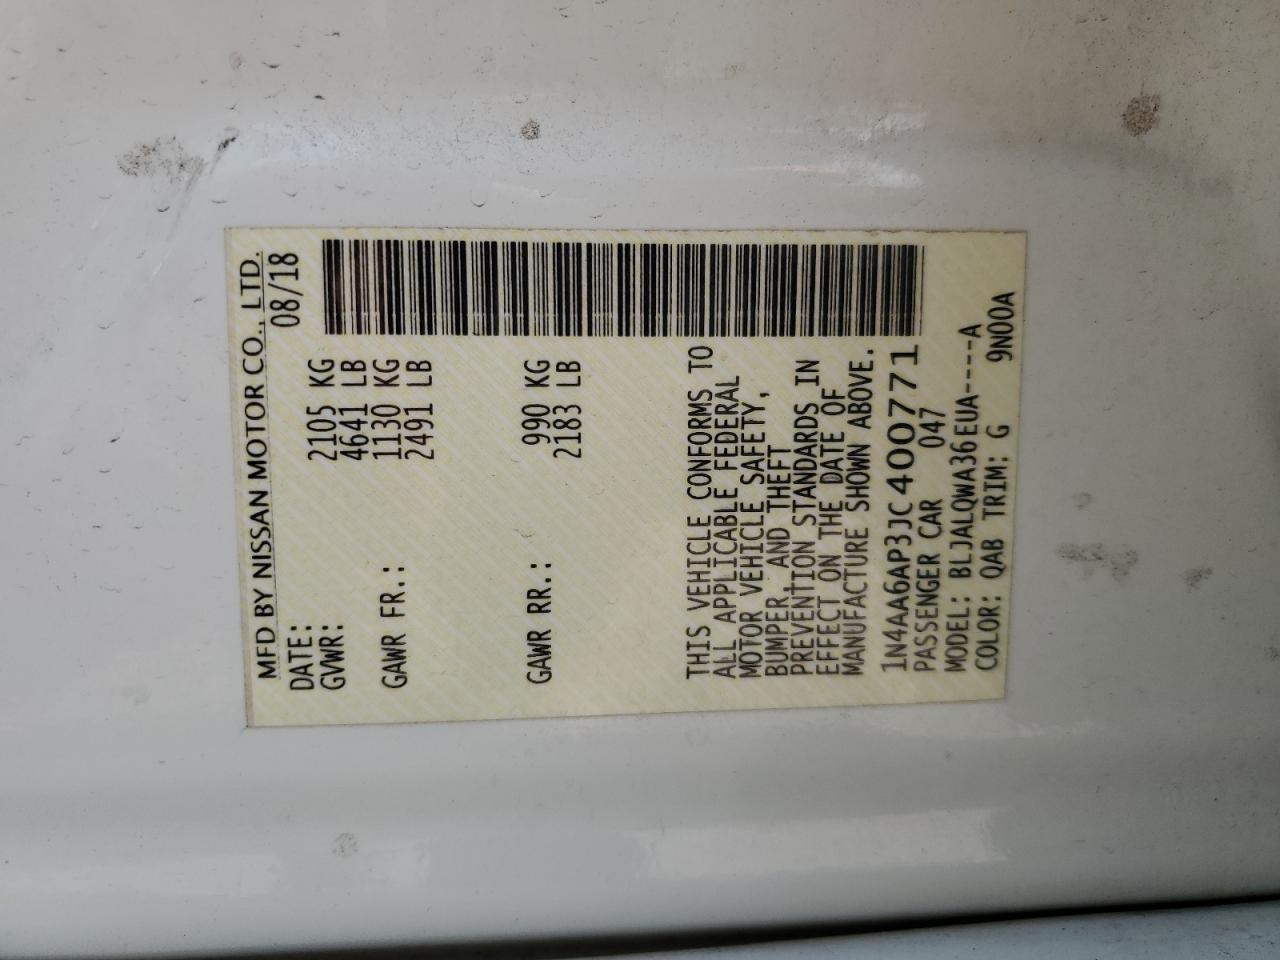 MFD BY NISSAN MOTOR CO., LTD.
DATE: 08/18
GVWR: 2105 KG
4641 LB
GAWR FR.: 1130 KG
2491 LB
GAWR RR.: 990 KG
2183 LB
THIS VEHICLE CONFORMS TO
ALL APPLICABLE FEDERAL
MOTOR VEHICLE SAFETY,
BUMPER, AND THEFT
PREVENTION STANDARDS IN
EFFECT ON THE DATE OF
MANUFACTURE SHOWN ABOVE.
1N4AA6AP3JC400771
PASSENGER CAR 047
MODEL: BLJALQWA36EUA----A
COLOR: QAB TRIM: G 9N00A